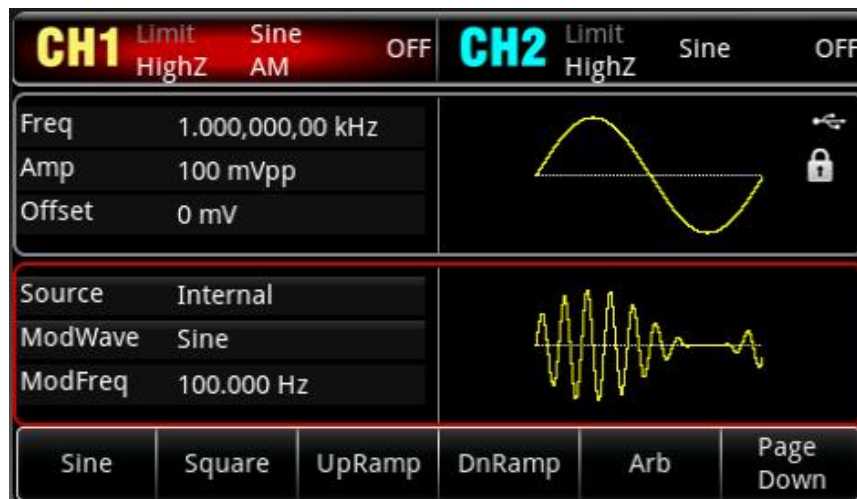 CH1 Limit Sine OFF CH2 Limit Sine OFF
HighZ AM HighZ
Freq 1.000,000,00 kHz
Amp 100 mVpp
Offset 0 mV
Source Internal
ModWave Sine
ModFreq 100.000 Hz
Sine Square UpRamp DnRamp Arb Page
Down